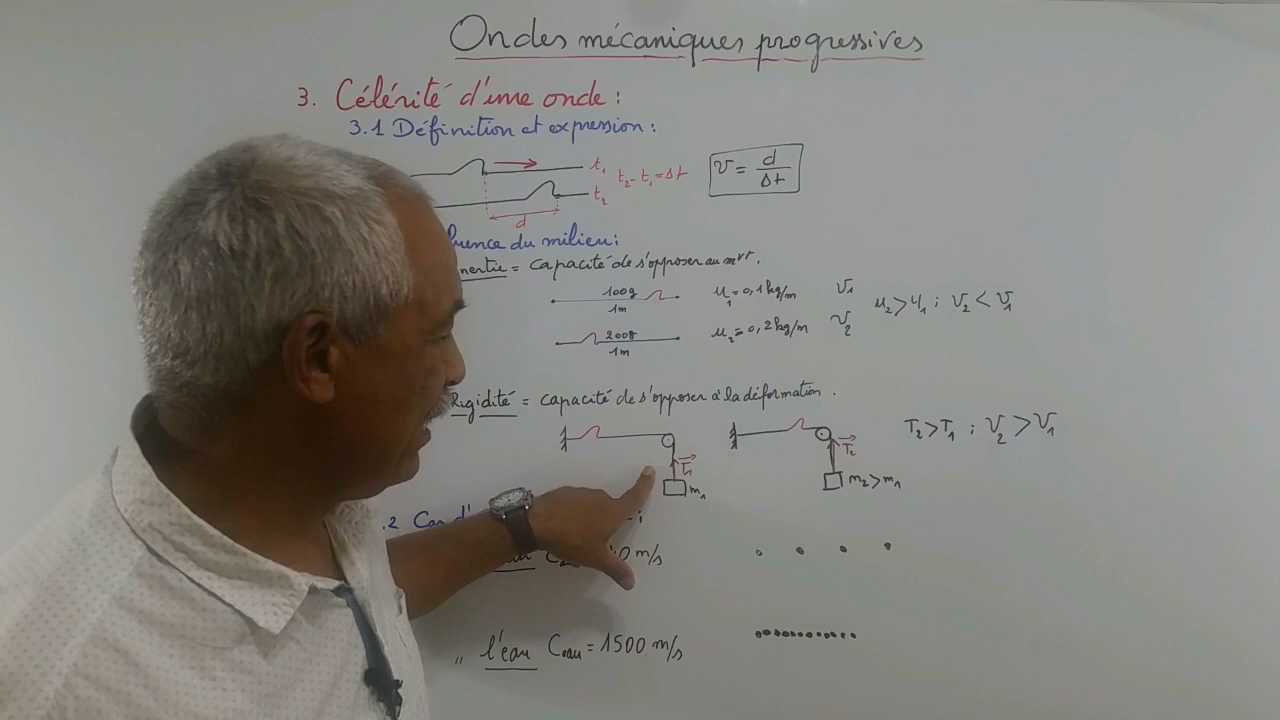 Ondes mécaniques progressives
3. Célérité d'une onde :
3.1 Définition et expression :
t₁
t₂ - t₁ = Δt
t₂
d
v = d/Δt
du milieu :
= capacité de s'opposer au mᵛᵗ.
100g
1m
μ₁ = 0,1 kg/m
v₁
200g
1m
μ₂ = 0,2 kg/m
v₂
μ₂ > μ₁ ; v₂ < v₁
Rigidité = capacité de s'opposer à la déformation .
T₁
m₁
T₂
m₂ > m₁
T₂ > T₁ ; v₂ > v₁
.2
m/s
" l'eau Ceau = 1500 m/s